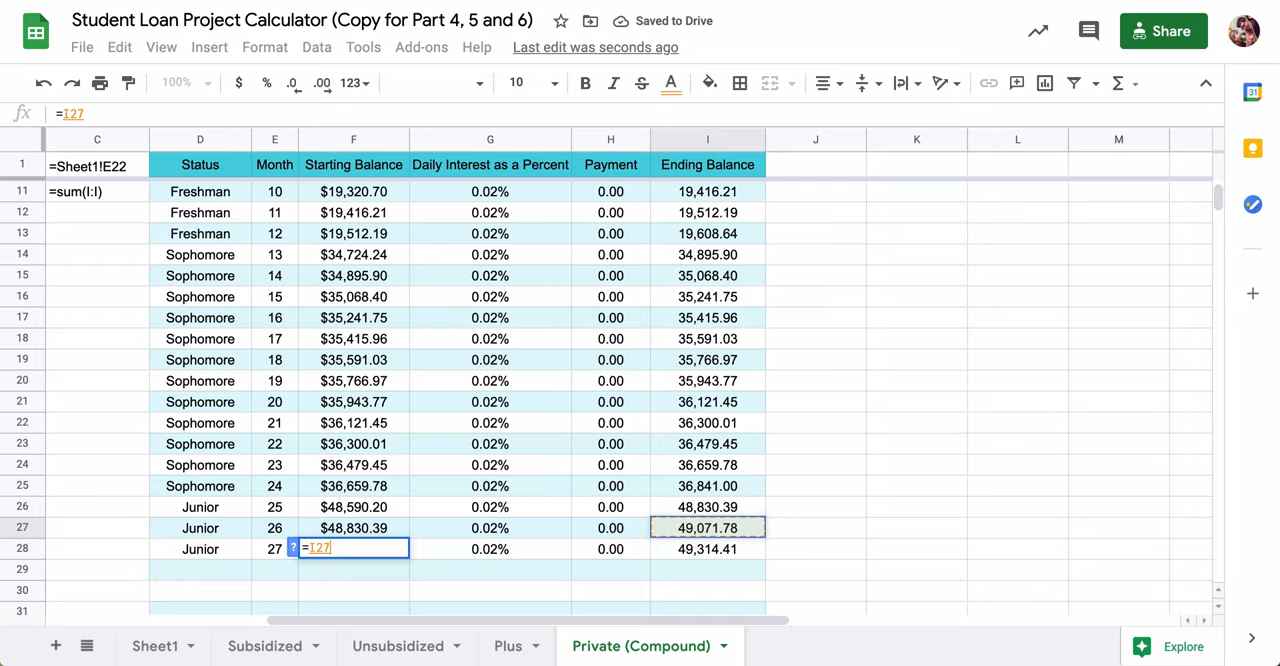 Student Loan Project Calculator (Copy for Part 4, 5 and 6) Saved to Drive
File Edit View Insert Format Data Tools Add-ons Help Last edit was seconds ago
Share
100% $ % .0 .00 123 10 B I S A Σ
fx =I27
C D E F G H I J K L M
1 =Sheet1!E22 Status Month Starting Balance Daily Interest as a Percent Payment Ending Balance
11 =sum(I:I) Freshman 10 $19,320.70 0.02% 0.00 19,416.21
12 Freshman 11 $19,416.21 0.02% 0.00 19,512.19
13 Freshman 12 $19,512.19 0.02% 0.00 19,608.64
14 Sophomore 13 $34,724.24 0.02% 0.00 34,895.90
15 Sophomore 14 $34,895.90 0.02% 0.00 35,068.40
16 Sophomore 15 $35,068.40 0.02% 0.00 35,241.75
17 Sophomore 16 $35,241.75 0.02% 0.00 35,415.96
18 Sophomore 17 $35,415.96 0.02% 0.00 35,591.03
19 Sophomore 18 $35,591.03 0.02% 0.00 35,766.97
20 Sophomore 19 $35,766.97 0.02% 0.00 35,943.77
21 Sophomore 20 $35,943.77 0.02% 0.00 36,121.45
22 Sophomore 21 $36,121.45 0.02% 0.00 36,300.01
23 Sophomore 22 $36,300.01 0.02% 0.00 36,479.45
24 Sophomore 23 $36,479.45 0.02% 0.00 36,659.78
25 Sophomore 24 $36,659.78 0.02% 0.00 36,841.00
26 Junior 25 $48,590.20 0.02% 0.00 48,830.39
27 Junior 26 $48,830.39 0.02% 0.00 49,071.78
28 Junior 27 ? =I27 0.02% 0.00 49,314.41
29
30
31
+ Sheet1 Subsidized Unsubsidized Plus Private (Compound) Explore
31